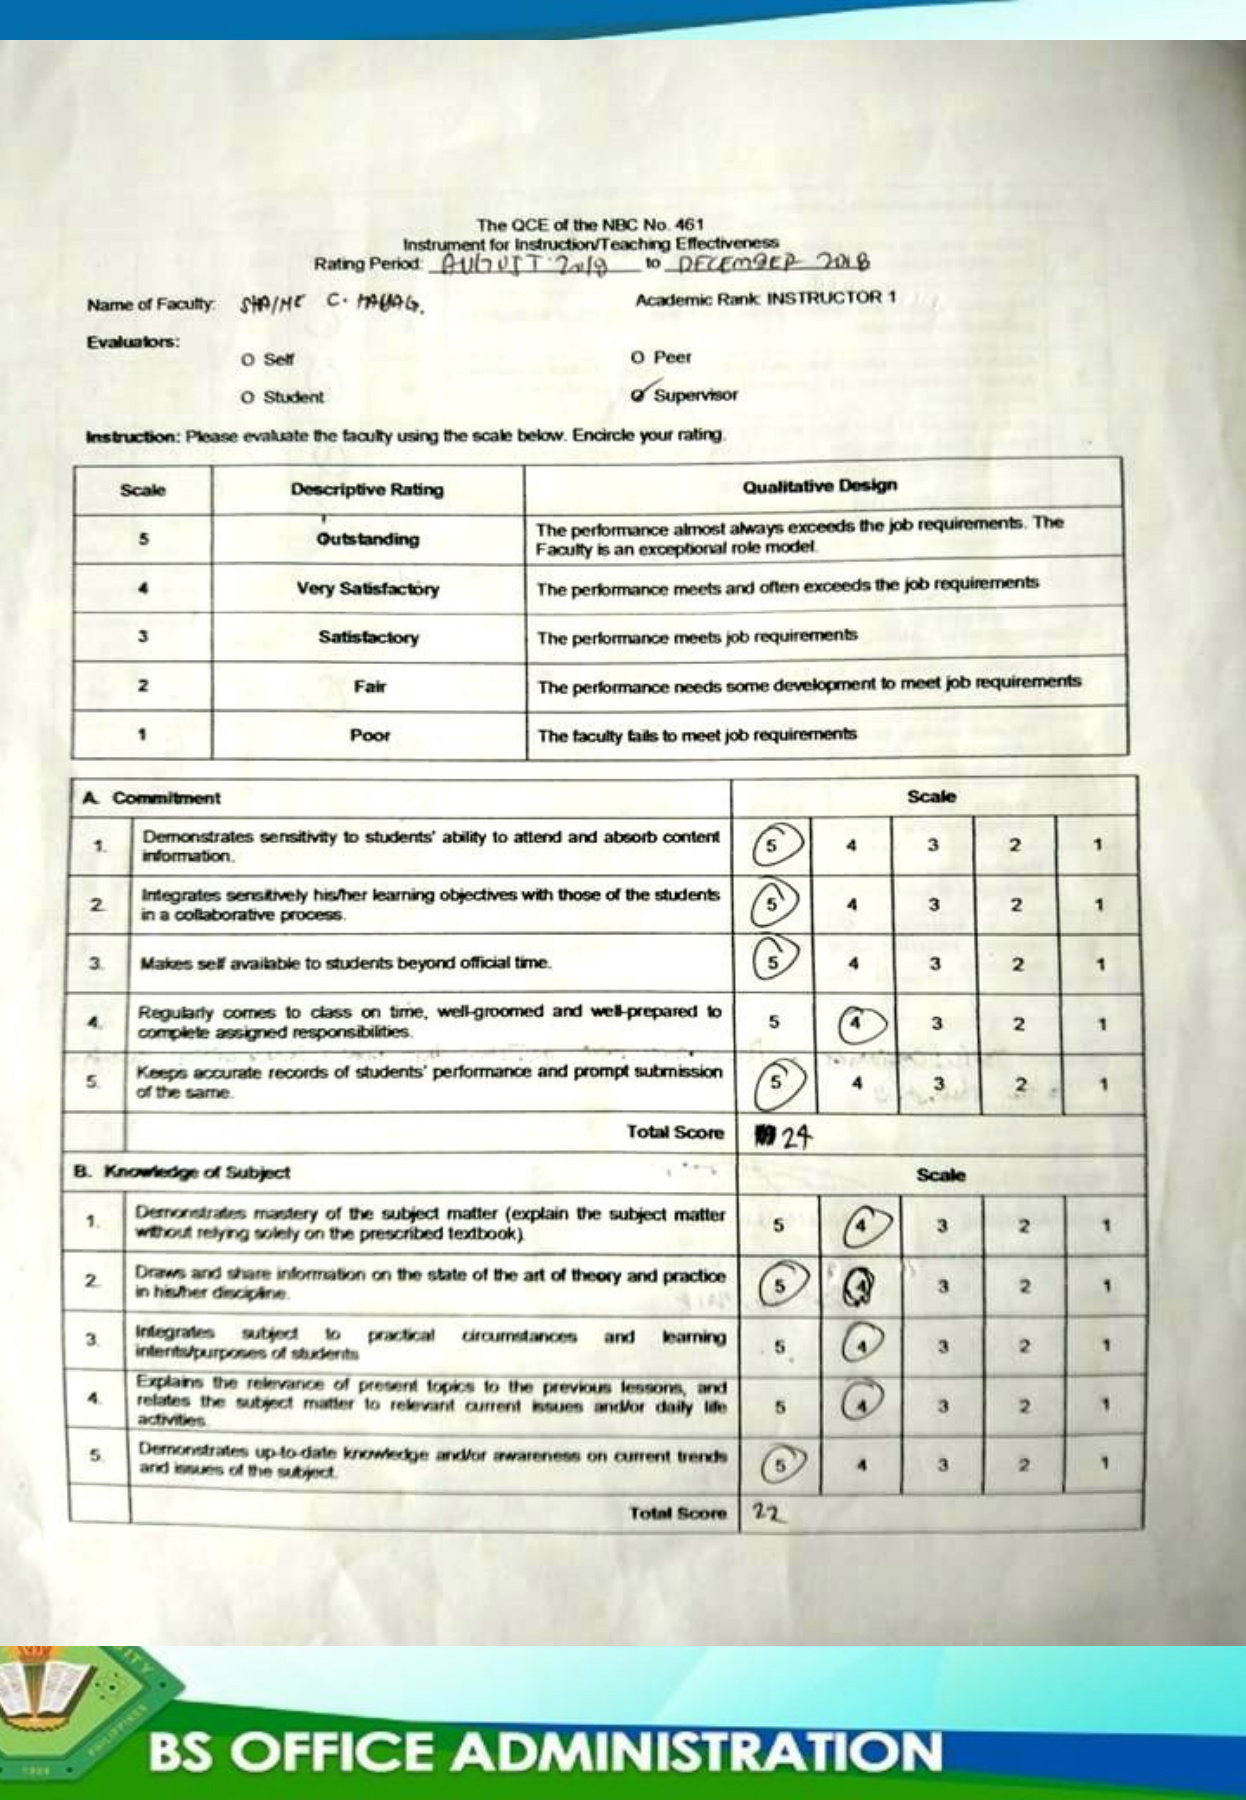 The QCE of the NBC No. 461
Instrument for Instruction/Teaching Effectiveness
Rating Period: AUGUST 2018 to DECEMBER 2018
Name of Faculty: C. Academic Rank: INSTRUCTOR 1
Evaluators:
O Self O Peer
O Student O Supervisor
Instruction: Please evaluate the faculty using the scale below. Encircle your rating.
Scale Descriptive Rating Qualitative Design
5 Outstanding The performance almost always exceeds the job requirements. The
Faculty is an exceptional role model.
4 Very Satisfactory The performance meets and often exceeds the job requirements
3 Satisfactory The performance meets job requirements
2 Fair The performance needs some development to meet job requirements
1 Poor The faculty fails to meet job requirements
A. Commitment Scale
1. Demonstrates sensitivity to students' ability to attend and absorb content
information. 5 4 3 2 1
2. Integrates sensitively his/her learning objectives with those of the students
in a collaborative process. 5 4 3 2 1
3. Makes self available to students beyond official time. 5 4 3 2 1
4. Regularly comes to class on time, well-groomed and well-prepared to
complete assigned responsibilities. 5 4 3 2 1
5. Keeps accurate records of students' performance and prompt submission
of the same. 5 4 3 2 1
Total Score 24
B. Knowledge of Subject Scale
1. Demonstrates mastery of the subject matter (explain the subject matter
without relying solely on the prescribed textbook) 5 4 3 2 1
2. Draws and share information on the state of the art of theory and practice
in his/her discipline. 5 4 3 2 1
3. Integrates subject to practical circumstances and learning
intents/purposes of students 5 4 3 2 1
4. Explains the relevance of present topics to the previous lessons, and
relates the subject matter to relevant current issues and/or daily life
activities. 5 4 3 2 1
5. Demonstrates up-to-date knowledge and/or awareness on current trends
and issues of the subject. 5 4 3 2 1
Total Score 22
PHILIPPINES
BS OFFICE ADMINISTRATION